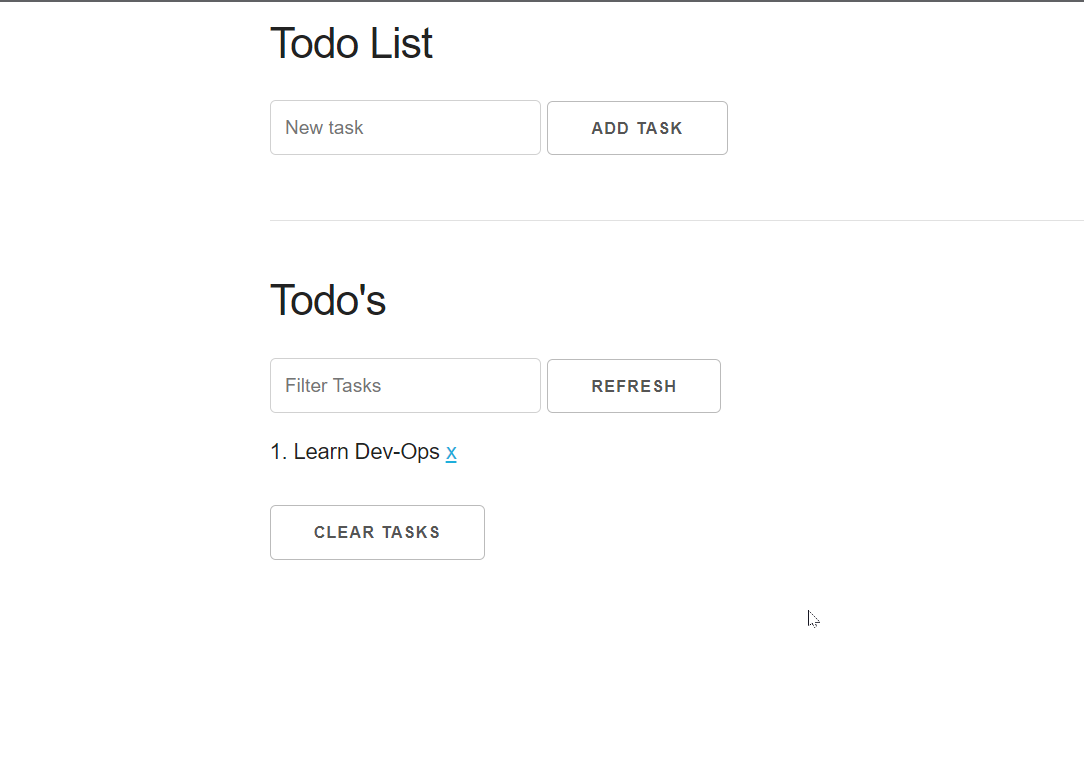 Todo List
New task
ADD TASK
Todo's
Filter Tasks
REFRESH
1. Learn Dev-Ops x
CLEAR TASKS